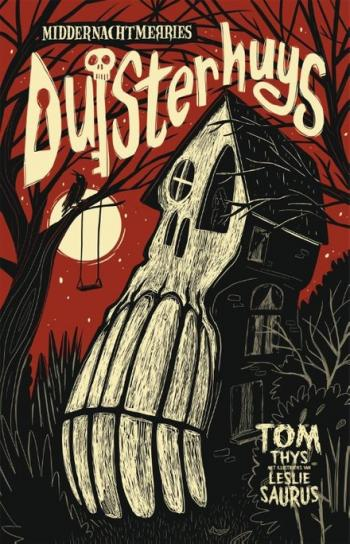 MIDDERNACHTMERRIES
DUISTERHUYS
TOM
THYS
MET ILLUSTRATIES VAN
LESLIE
SAURUS